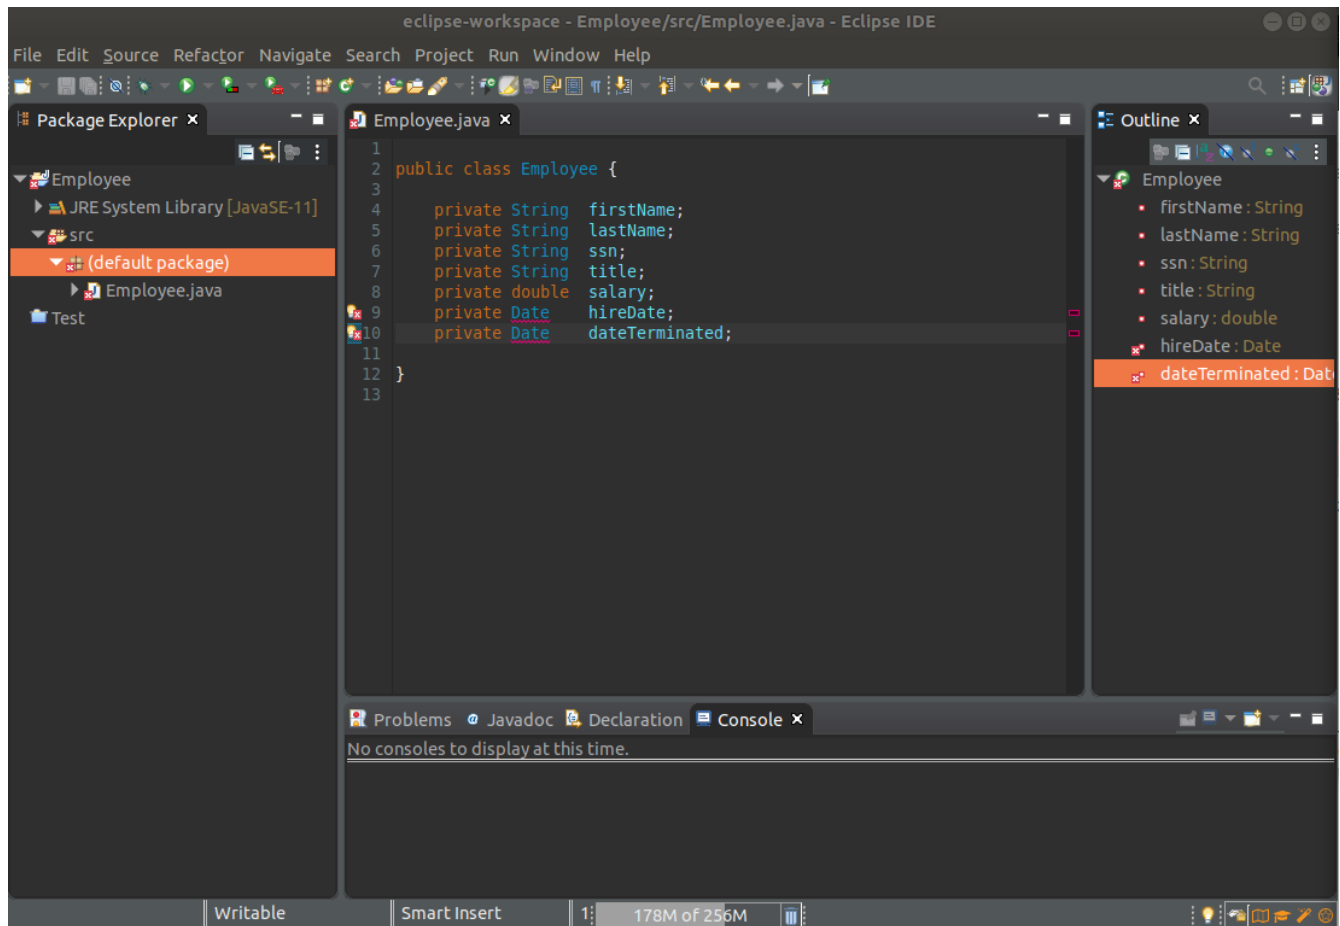 eclipse-workspace - Employee/src/Employee.java - Eclipse IDE
File Edit Source Refactor Navigate Search Project Run Window Help
Package Explorer
Employee
JRE System Library [JavaSE-11]
src
(default package)
Employee.java
Test
Employee.java
1
2 public class Employee {
3
4 private String firstName;
5 private String lastName;
6 private String ssn;
7 private String title;
8 private double salary;
9 private Date hireDate;
10 private Date dateTerminated;
11
12 }
13
Outline
Employee
firstName : String
lastName : String
ssn : String
title : String
salary : double
hireDate : Date
dateTerminated : Dat
Problems Javadoc Declaration Console
No consoles to display at this time.
Writable Smart Insert 1 178M of 256M